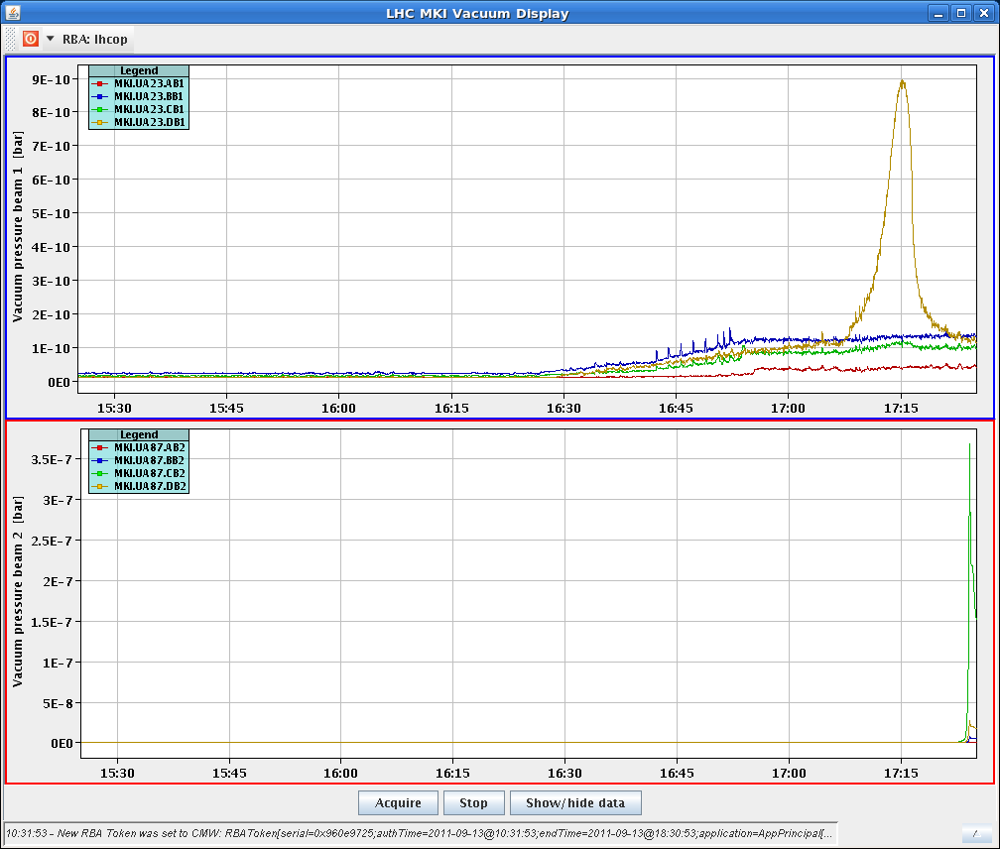 LHC MKI Vacuum Display
RBA: lhcop
Legend
MKI.UA23.AB1
MKI.UA23.BB1
MKI.UA23.CB1
MKI.UA23.DB1
Vacuum pressure beam 1 [bar]
9E-10
8E-10
7E-10
6E-10
5E-10
4E-10
3E-10
2E-10
1E-10
0E0
15:30 15:45 16:00 16:15 16:30 16:45 17:00 17:15
Legend
MKI.UA87.AB2
MKI.UA87.BB2
MKI.UA87.CB2
MKI.UA87.DB2
Vacuum pressure beam 2 [bar]
3.5E-7
3E-7
2.5E-7
2E-7
1.5E-7
1E-7
5E-8
0E0
15:30 15:45 16:00 16:15 16:30 16:45 17:00 17:15
Acquire Stop Show/hide data
10:31:53 - New RBA Token was set to CMW: RBAToken[serial=0x960e9725;authTime=2011-09-13@10:31:53;endTime=2011-09-13@18:30:53;application=AppPrincipal[...